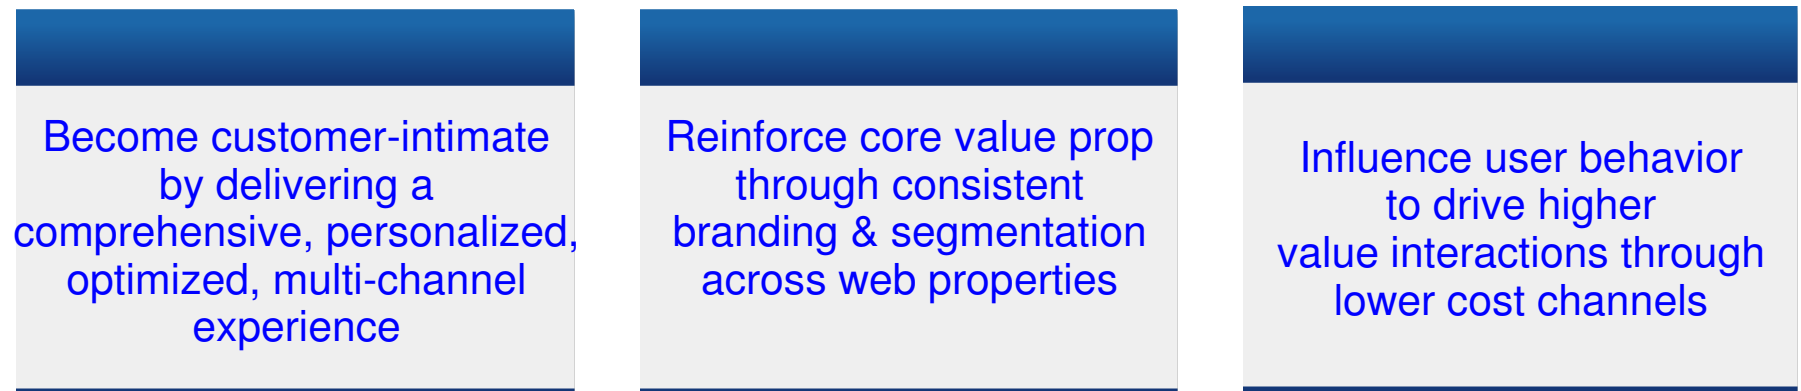 Become customer-intimate
by delivering a
comprehensive, personalized,
optimized, multi-channel
experience
Reinforce core value prop
through consistent
branding & segmentation
across web properties
Influence user behavior
to drive higher
value interactions through
lower cost channels